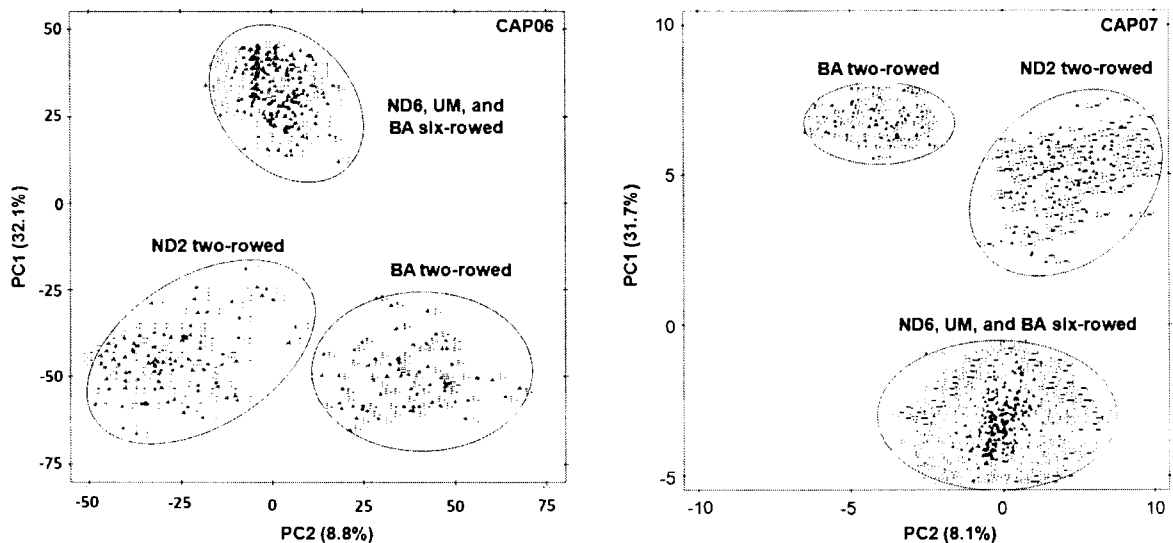 CAP06
50
25
0
-25
-50
-75
PC1 (32.1%)
ND6, UM, and
BA six-rowed
ND2 two-rowed
BA two-rowed
-50
-25
0
25
50
75
PC2 (8.8%)
CAP07
10
5
0
-5
PC1 (31.7%)
BA two-rowed
ND2 two-rowed
ND6, UM, and BA six-rowed
-10
-5
0
5
10
PC2 (8.1%)